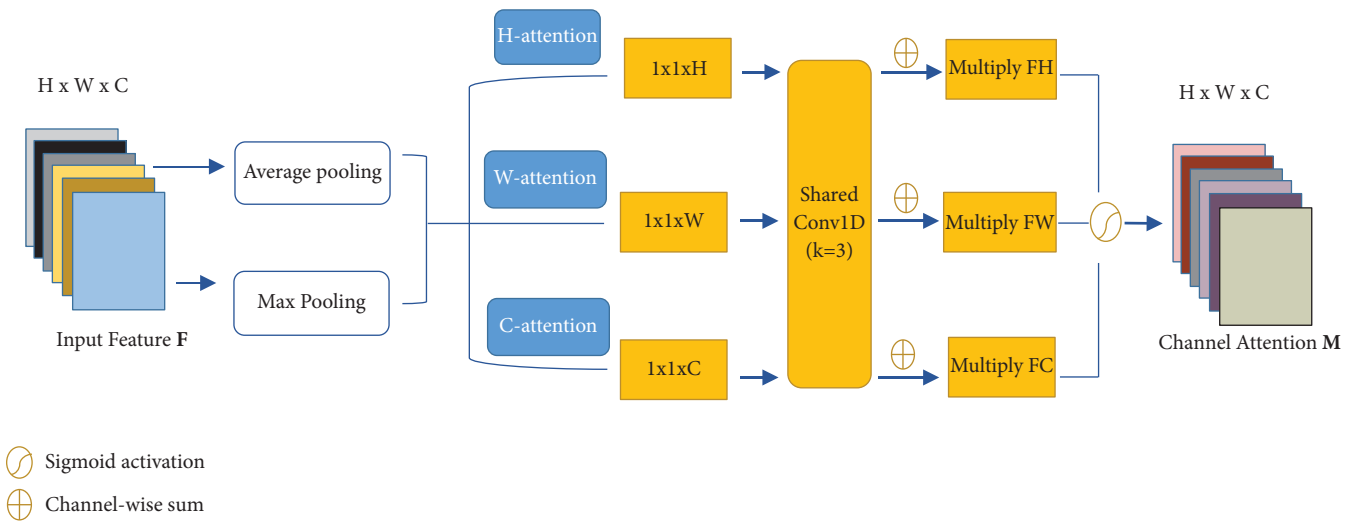 H x W x C
Input Feature F
Average pooling
Max Pooling
H-attention
W-attention
C-attention
1x1xH
1x1xW
1x1xC
Shared
Conv1D
(k=3)
Multiply FH
Multiply FW
Multiply FC
H x W x C
Channel Attention M
Sigmoid activation
Channel-wise sum